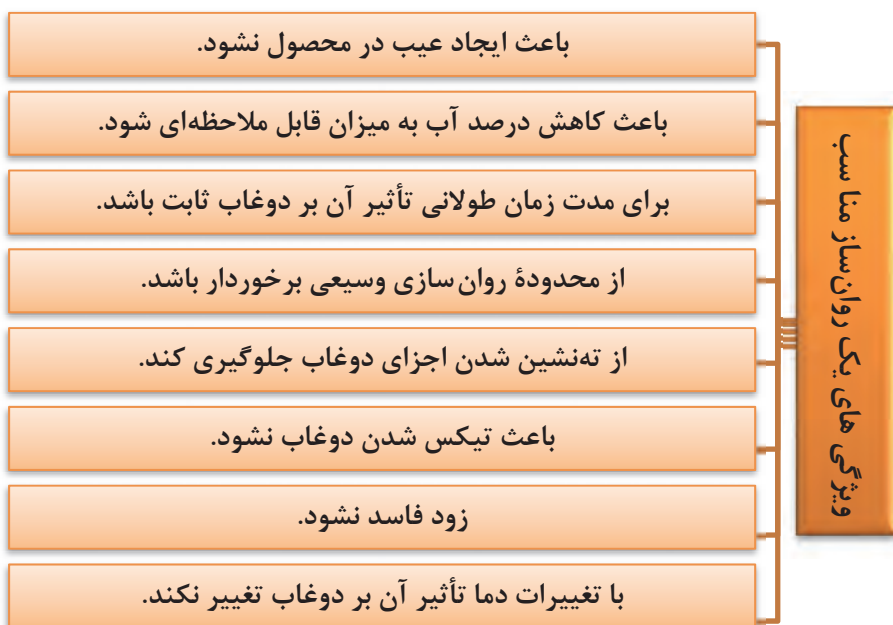 ویژگی های یک روان‌ساز منا سب
باعث ایجاد عیب در محصول نشود.
باعث کاهش درصد آب به میزان قابل ملاحظه‌ای شود.
برای مدت زمان طولانی تأثیر آن بر دوغاب ثابت باشد.
از محدودهٔ روان سازی وسیعی برخوردار باشد.
از ته‌نشین شدن اجزای دوغاب جلوگیری کند.
باعث تیکس شدن دوغاب نشود.
زود فاسد نشود.
با تغییرات دما تأثیر آن بر دوغاب تغییر نکند.